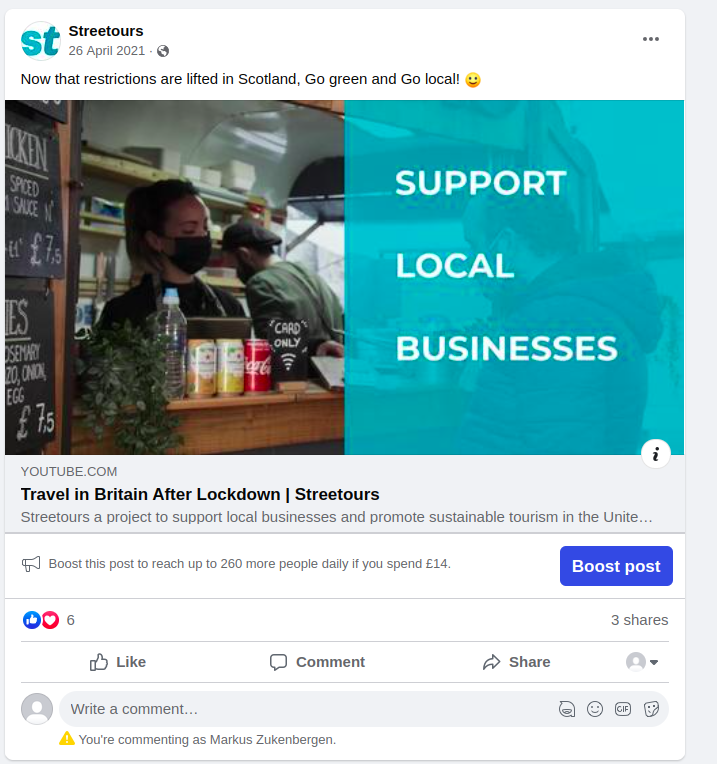 st
Streetours
26 April 2021 ·
Now that restrictions are lifted in Scotland, Go green and Go local! 🙂
ICKEN
SPICED
SAUCE
£7,5
ROSEMARY
ONION,
EGG
£7,5
CARD
ONLY
Coca-Cola
SUPPORT
LOCAL
BUSINESSES
i
YOUTUBE.COM
Travel in Britain After Lockdown | Streetours
Streetours a project to support local businesses and promote sustainable tourism in the Unite…
Boost this post to reach up to 260 more people daily if you spend £14.
Boost post
6
3 shares
Like
Comment
Share
Write a comment…
GIF
You're commenting as Markus Zukenbergen.